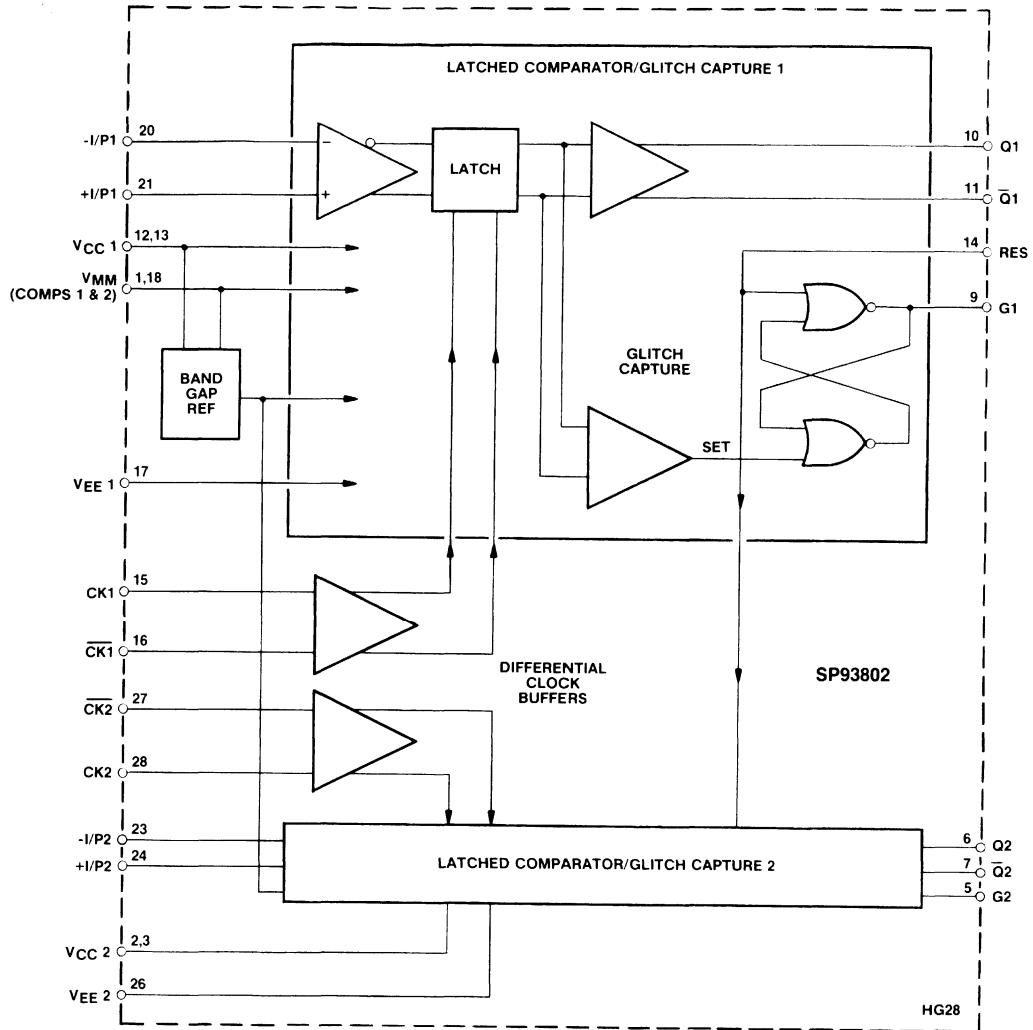 LATCHED COMPARATOR/GLITCH CAPTURE 1
-I/P1 20
− 
LATCH
10 Q1
+I/P1 21
+
11 Q̅1
VCC 1 12,13
14 RES
VMM 1,18
(COMPS 1 & 2)
9 G1
BAND
GAP
REF
GLITCH
CAPTURE
SET
VEE 1 17
CK1 15
C̅K̅1̅ 16
DIFFERENTIAL
CLOCK
BUFFERS
SP93802
C̅K̅2̅ 27
CK2 28
-I/P2 23
+I/P2 24
LATCHED COMPARATOR/GLITCH CAPTURE 2
6 Q2
7 Q̅2
5 G2
VCC 2 2,3
VEE 2 26
HG28